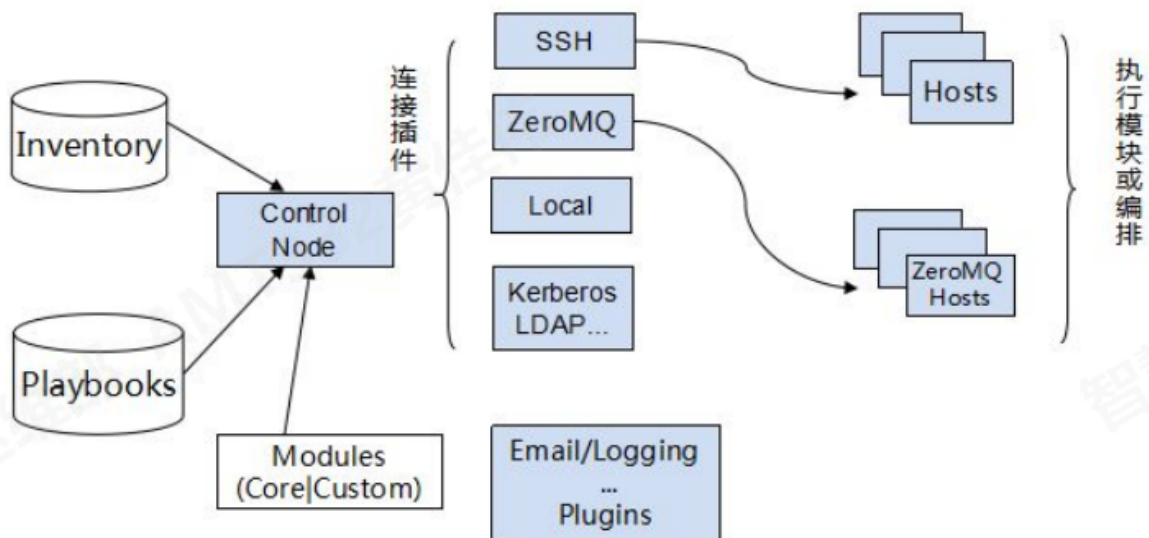 Inventory
Playbooks
Control
Node
Modules
(Core|Custom)
连接插件
SSH
ZeroMQ
Local
Kerberos
LDAP...
Email/Logging
...
Plugins
Hosts
ZeroMQ
Hosts
执行模块或编排